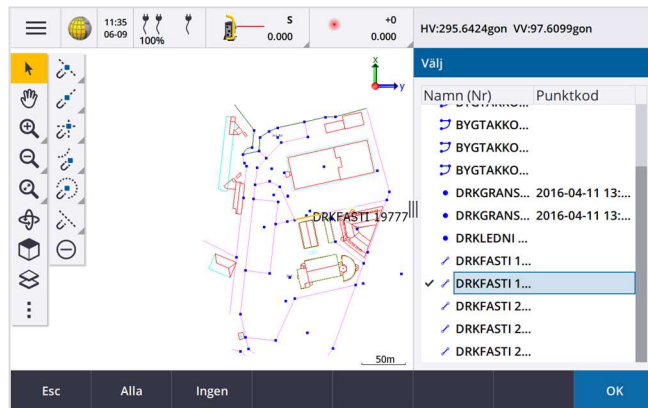 11:35
06-09
100%
S
0.000
+0
0.000
HV:295.6424gon VV:97.6099gon
Välj
Namn (Nr) Punktkod
BYGTAKKO...
BYGTAKKO...
BYGTAKKO...
DRKGRANS... 2016-04-11 13:...
DRKGRANS... 2016-04-11 13:...
DRKLEDNI ...
DRKFASTI 1...
DRKFASTI 1...
DRKFASTI 2...
DRKFASTI 2...
DRKFASTI 2...
X
y
DRKFASTI 19777
50m
Esc Alla Ingen OK